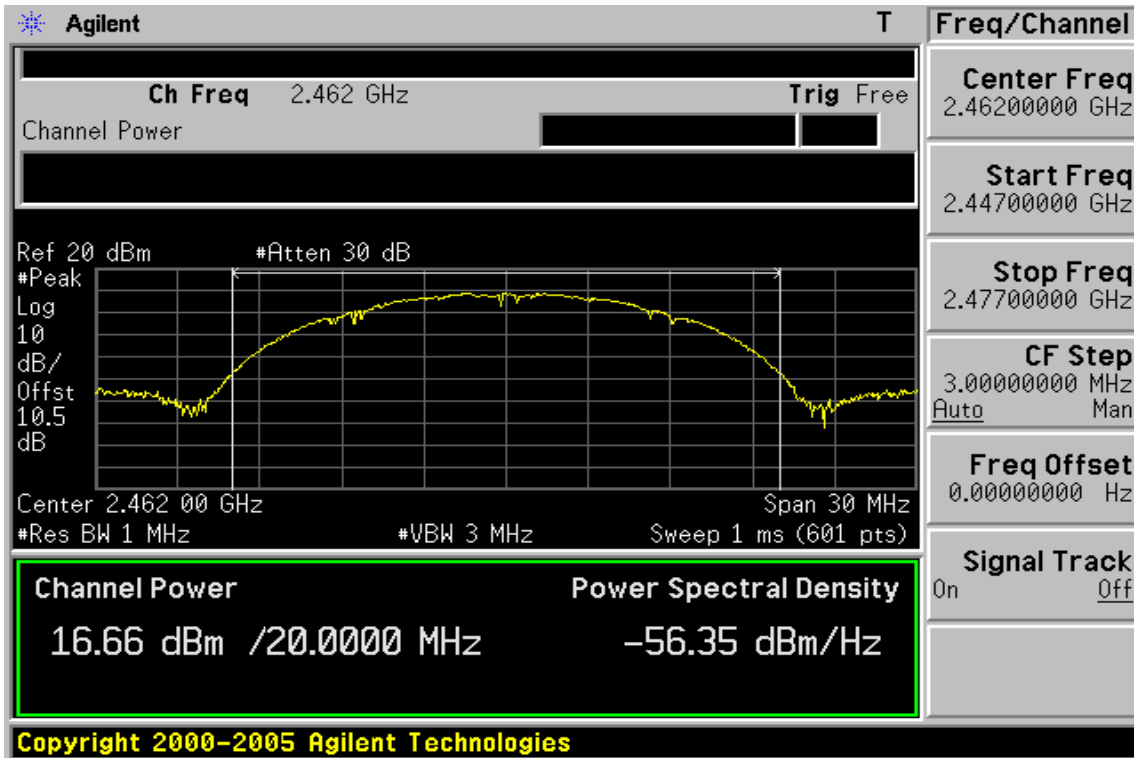 Agilent T
Ch Freq 2.462 GHz Trig Free
Channel Power
Ref 20 dBm #Atten 30 dB
#Peak
Log
10
dB/
Offst
10.5
dB
Center 2.462 00 GHz Span 30 MHz
#Res BW 1 MHz #VBW 3 MHz Sweep 1 ms (601 pts)
Channel Power Power Spectral Density
16.66 dBm /20.0000 MHz -56.35 dBm/Hz
Copyright 2000-2005 Agilent Technologies
Freq/Channel
Center Freq
2.46200000 GHz
Start Freq
2.44700000 GHz
Stop Freq
2.47700000 GHz
CF Step
3.00000000 MHz
Auto Man
Freq Offset
0.00000000 Hz
Signal Track
On Off